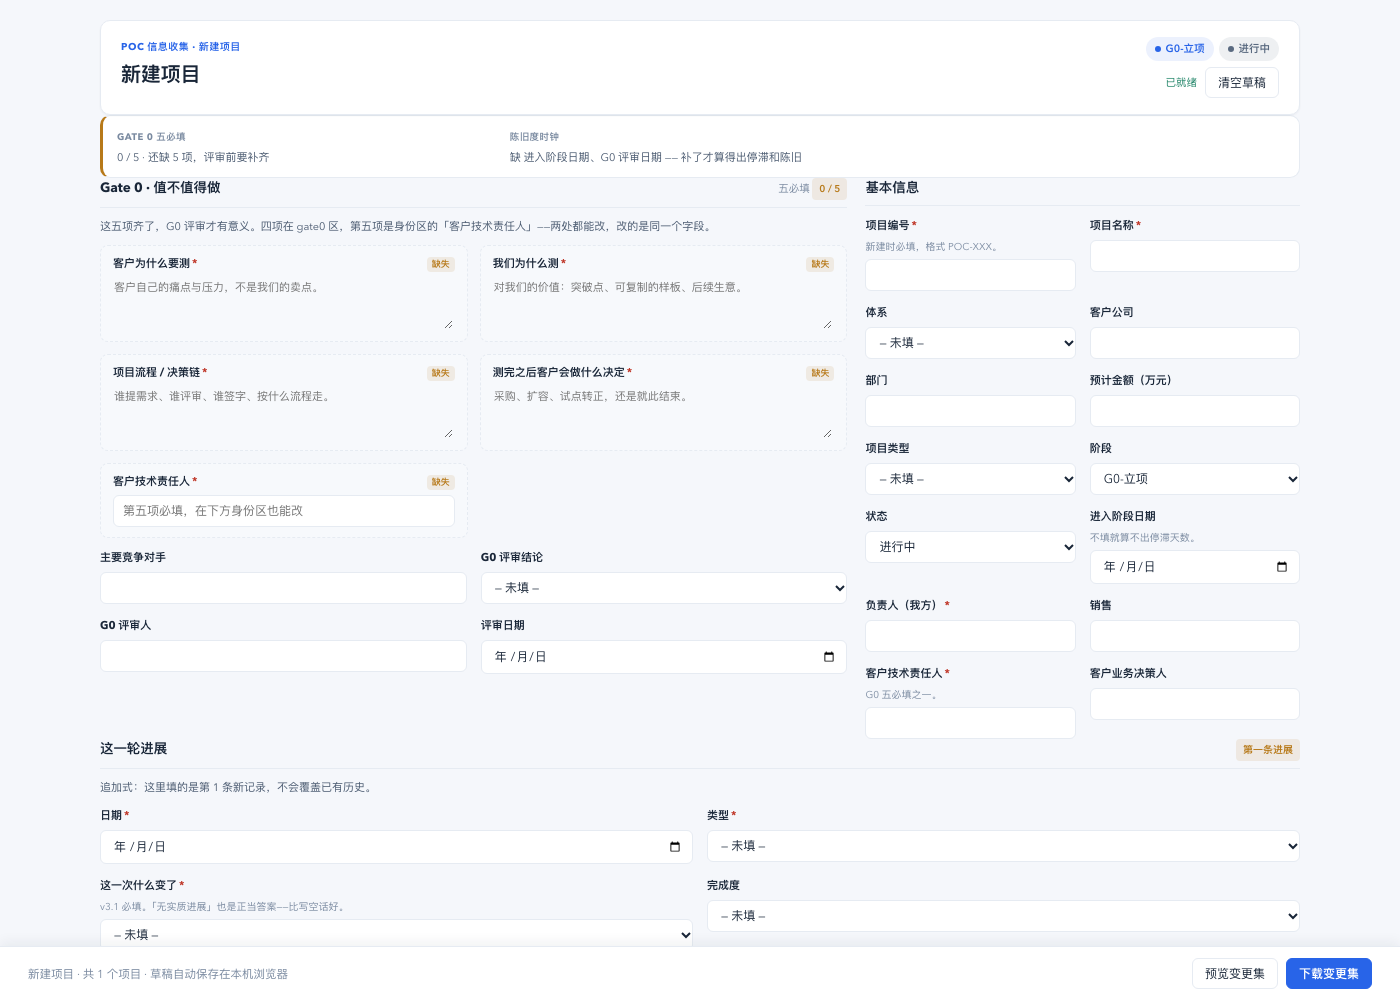 POC 信息收集 · 新建项目
新建项目
G0-立项
进行中
已就绪
清空草稿
GATE 0 五必填
0 / 5 · 还缺 5 项，评审前要补齐
陈旧度时钟
缺 进入阶段日期、G0 评审日期 —— 补了才算得出停滞和陈旧
Gate 0 · 值不值得做
五必填 0 / 5
这五项齐了，G0 评审才有意义。四项在 gate0 区，第五项是身份区的「客户技术责任人」——两处都能改，改的是同一个字段。
客户为什么要测 *
缺失
客户自己的痛点与压力，不是我们的卖点。
我们为什么测 *
缺失
对我们的价值：突破点、可复制的样板、后续生意。
项目流程 / 决策链 *
缺失
谁提需求、谁评审、谁签字、按什么流程走。
测完之后客户会做什么决定 *
缺失
采购、扩容、试点转正，还是就此结束。
客户技术责任人 *
缺失
第五项必填，在下方身份区也能改
主要竞争对手
G0 评审结论
– 未填 –
G0 评审人
评审日期
年 /月/日
基本信息
项目编号 *
新建时必填，格式 POC-XXX。
项目名称 *
体系
– 未填 –
客户公司
部门
预计金额（万元）
项目类型
– 未填 –
阶段
G0-立项
状态
进行中
进入阶段日期
不填就算不出停滞天数。
年 /月/日
负责人（我方） *
销售
客户技术责任人 *
G0 五必填之一。
客户业务决策人
这一轮进展
第一条进展
追加式：这里填的是第 1 条新记录，不会覆盖已有历史。
日期 *
年 /月/日
类型 *
– 未填 –
这一次什么变了 *
v3.1 必填。「无实质进展」也是正当答案——比写空话好。
– 未填 –
完成度
– 未填 –
新建项目 · 共 1 个项目 · 草稿自动保存在本机浏览器
预览变更集
下载变更集